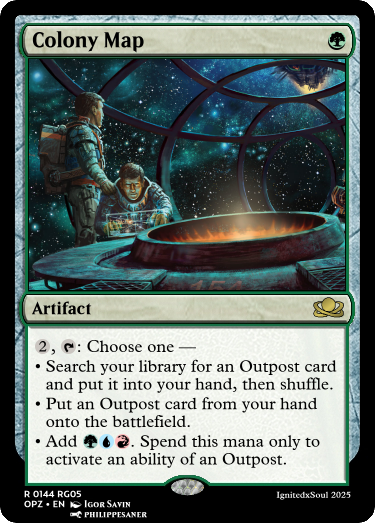 Colony Map
Artifact
2, : Choose one —
• Search your library for an Outpost card
and put it into your hand, then shuffle.
• Put an Outpost card from your hand
onto the battlefield.
• Add . Spend this mana only to
activate an ability of an Outpost.
R 0144 RG05
OPZ • EN IGOR SAVIN
PHILIPPESANER
IgnitedxSoul 2025